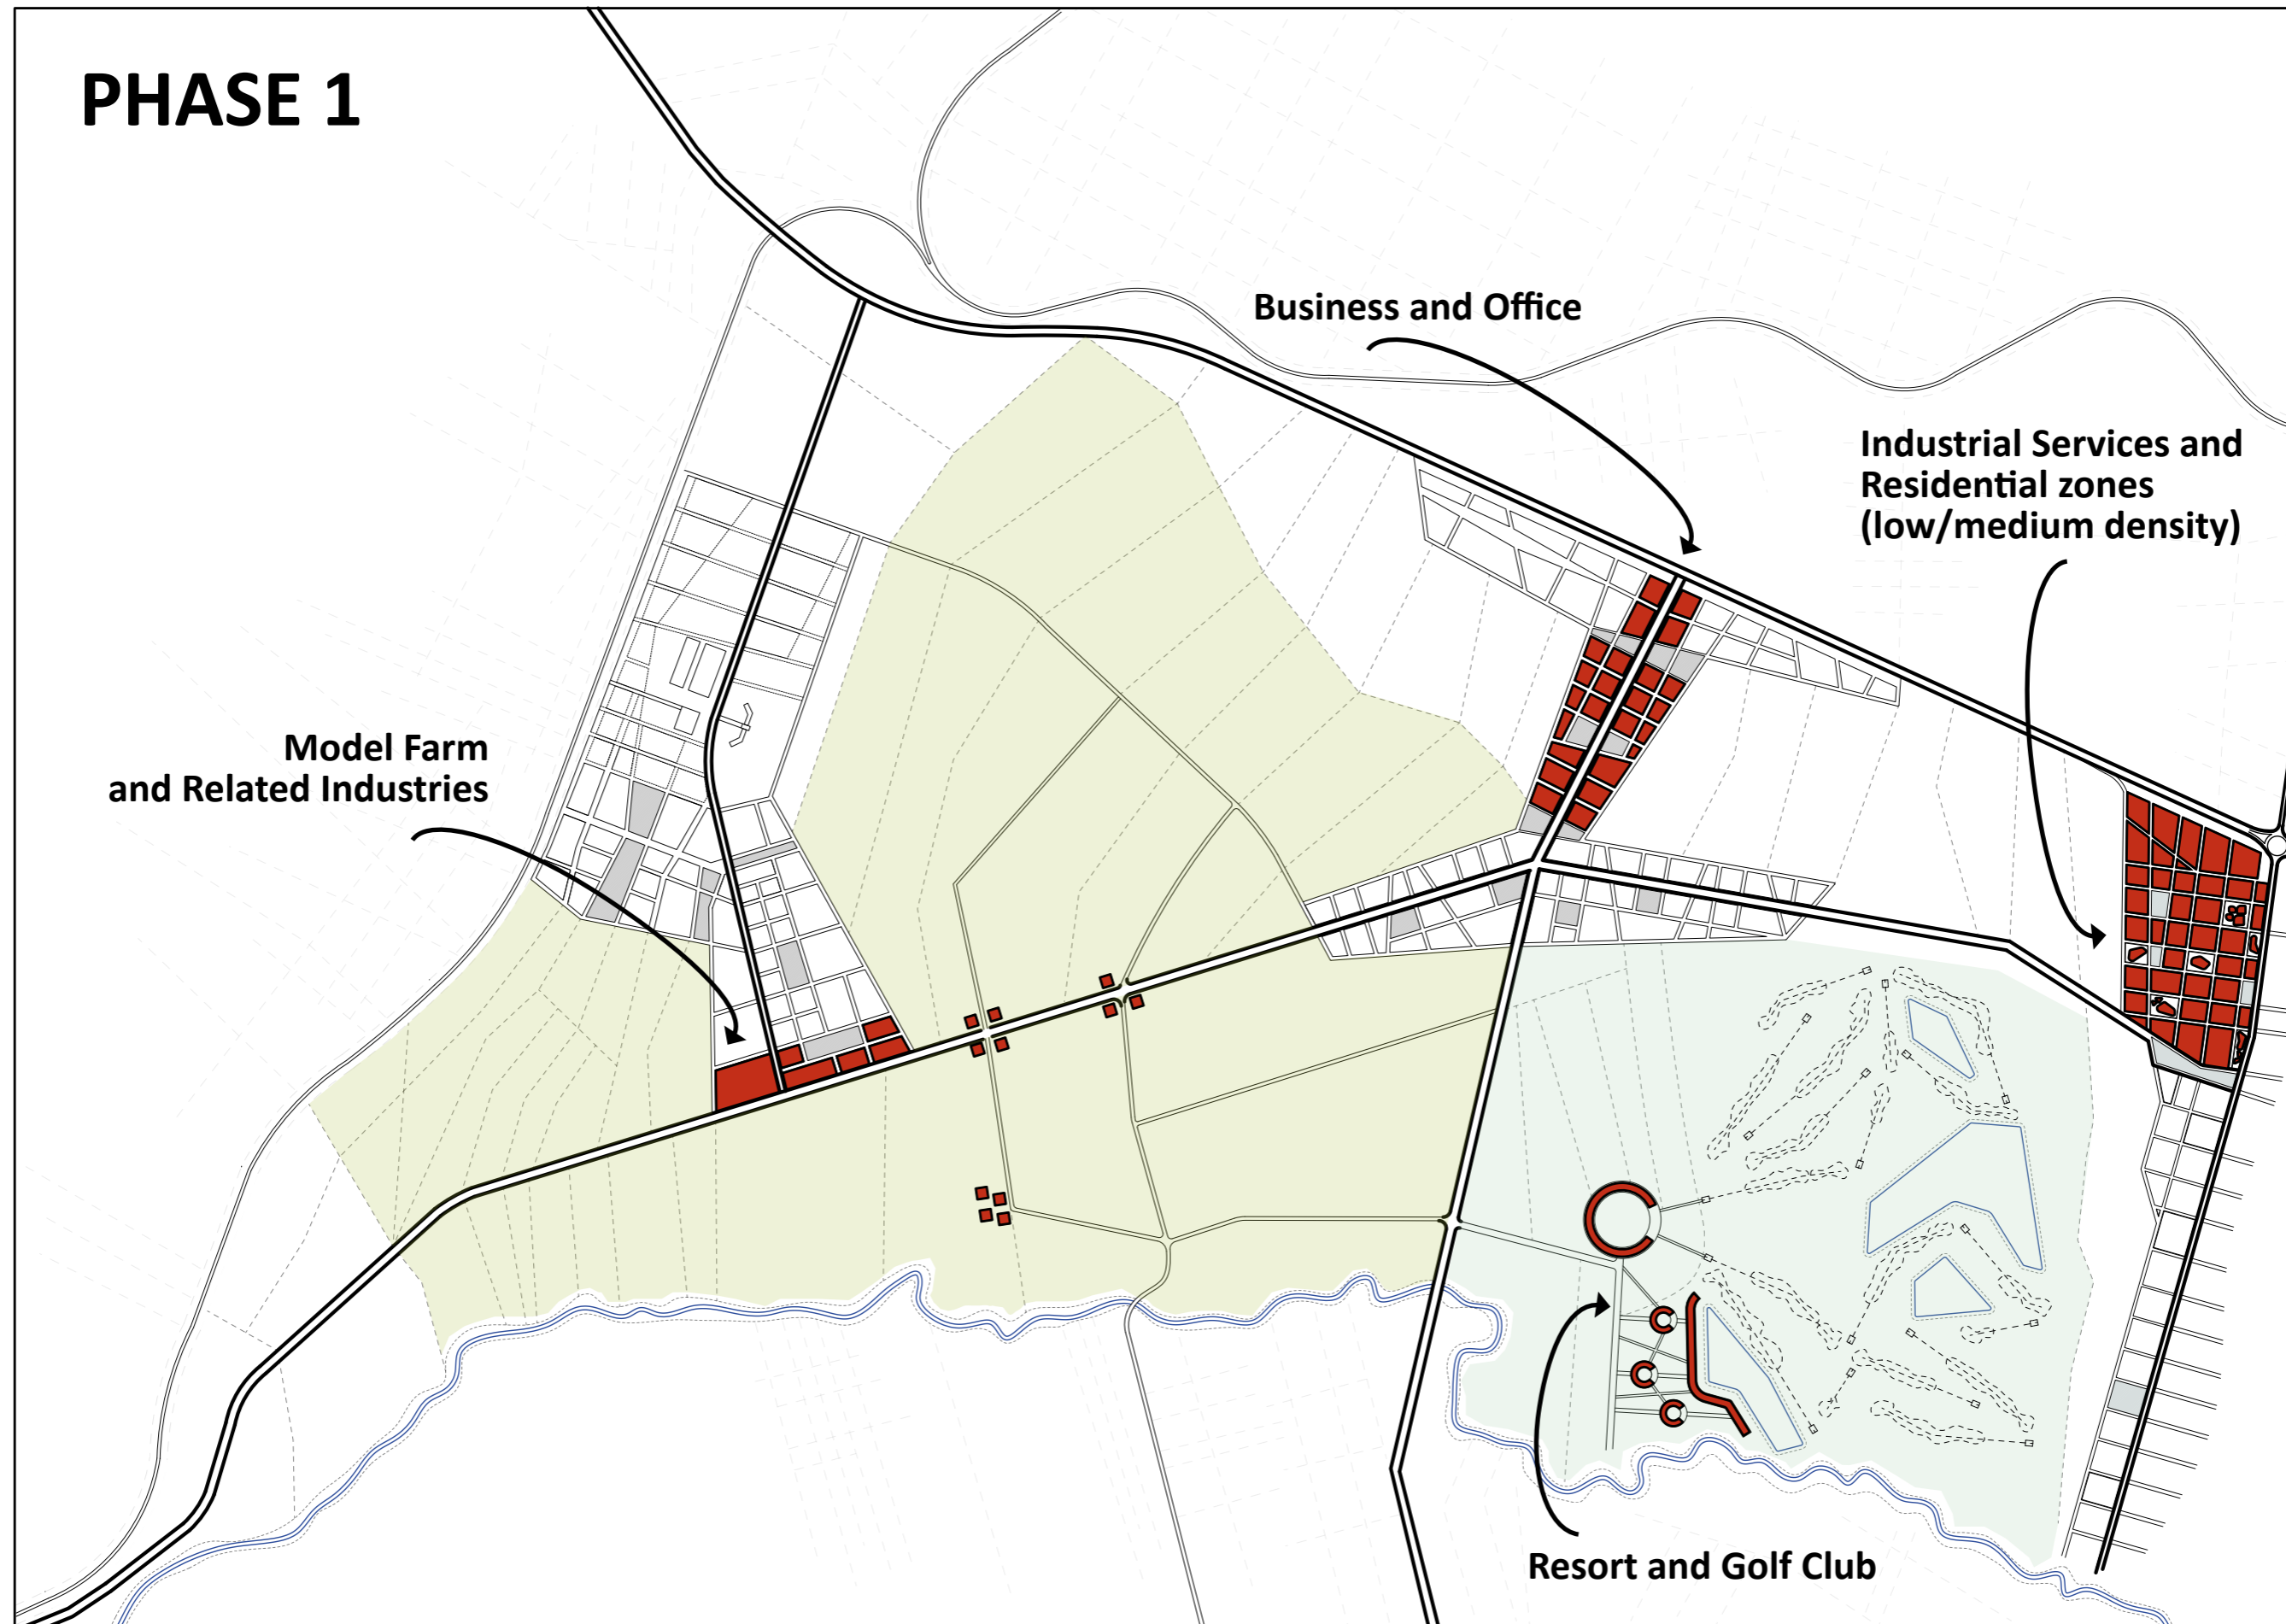 PHASE 1
Business and Office
Industrial Services and
Residential zones
(low/medium density)
Model Farm
and Related Industries
Resort and Golf Club